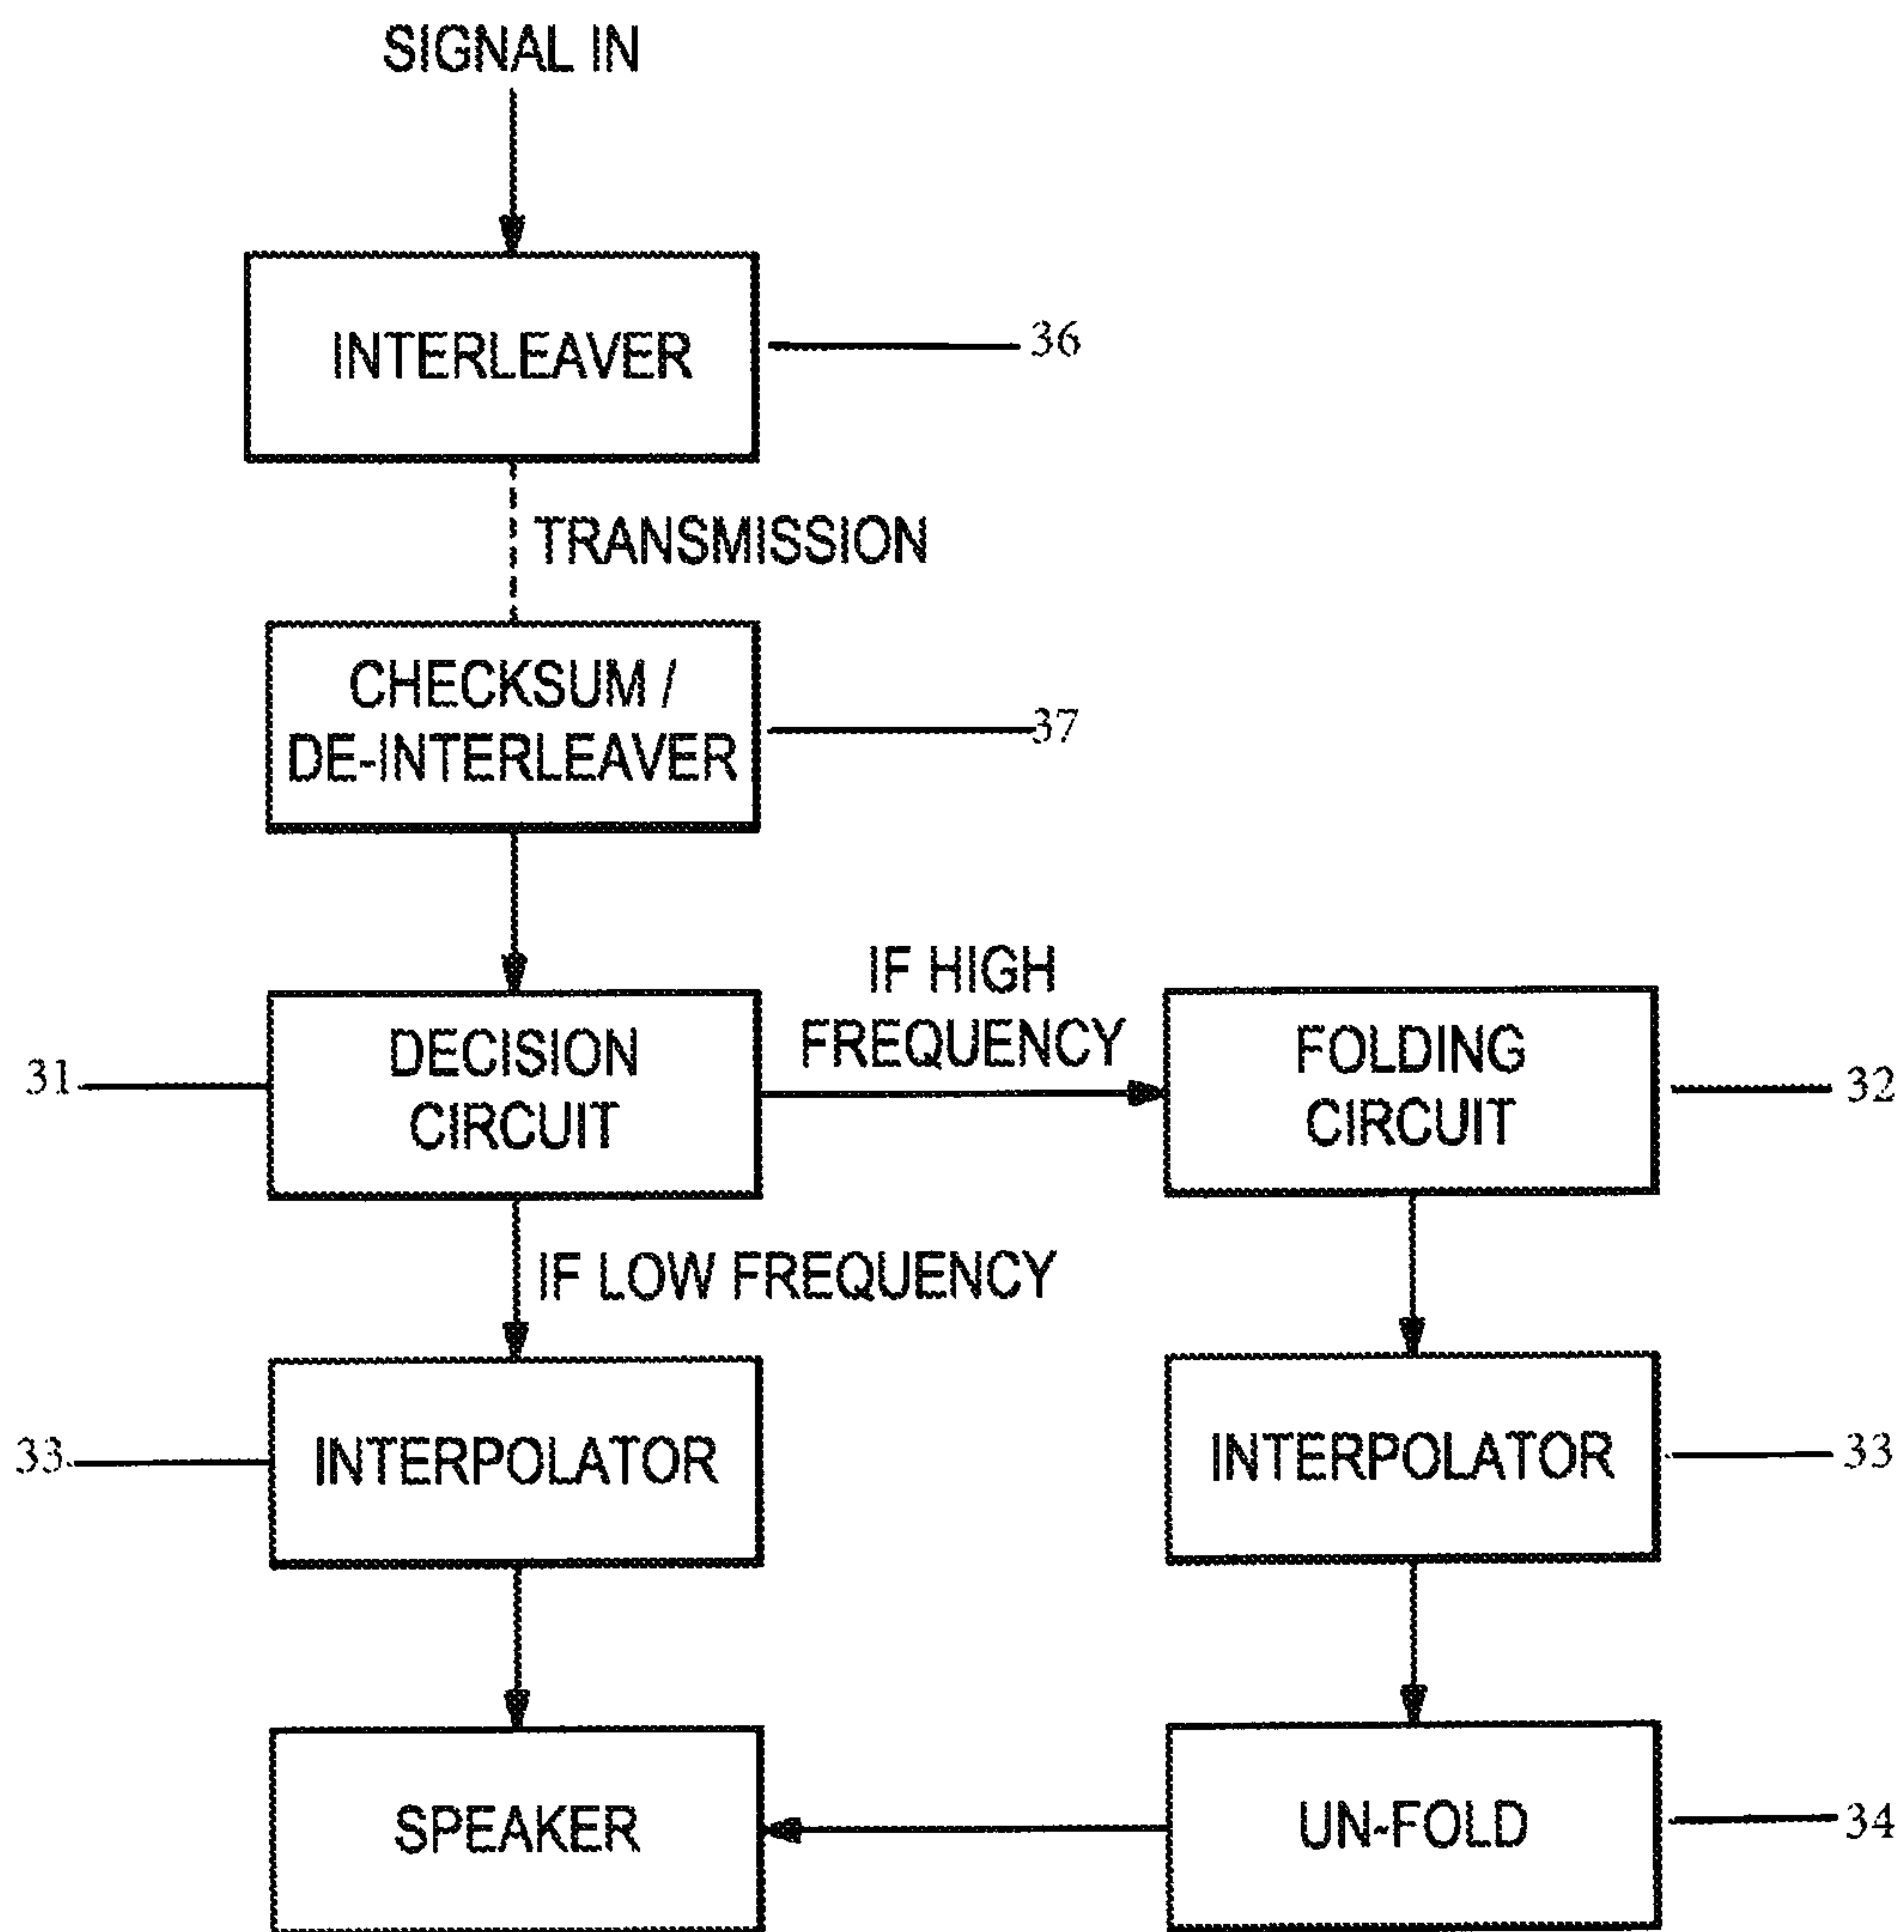 SIGNAL IN
INTERLEAVER
36
TRANSMISSION
CHECKSUM /
DE-INTERLEAVER
37
IF HIGH
FREQUENCY
31
DECISION
CIRCUIT
FOLDING
CIRCUIT
32
IF LOW FREQUENCY
33
INTERPOLATOR
INTERPOLATOR
33
SPEAKER
UN-FOLD
34